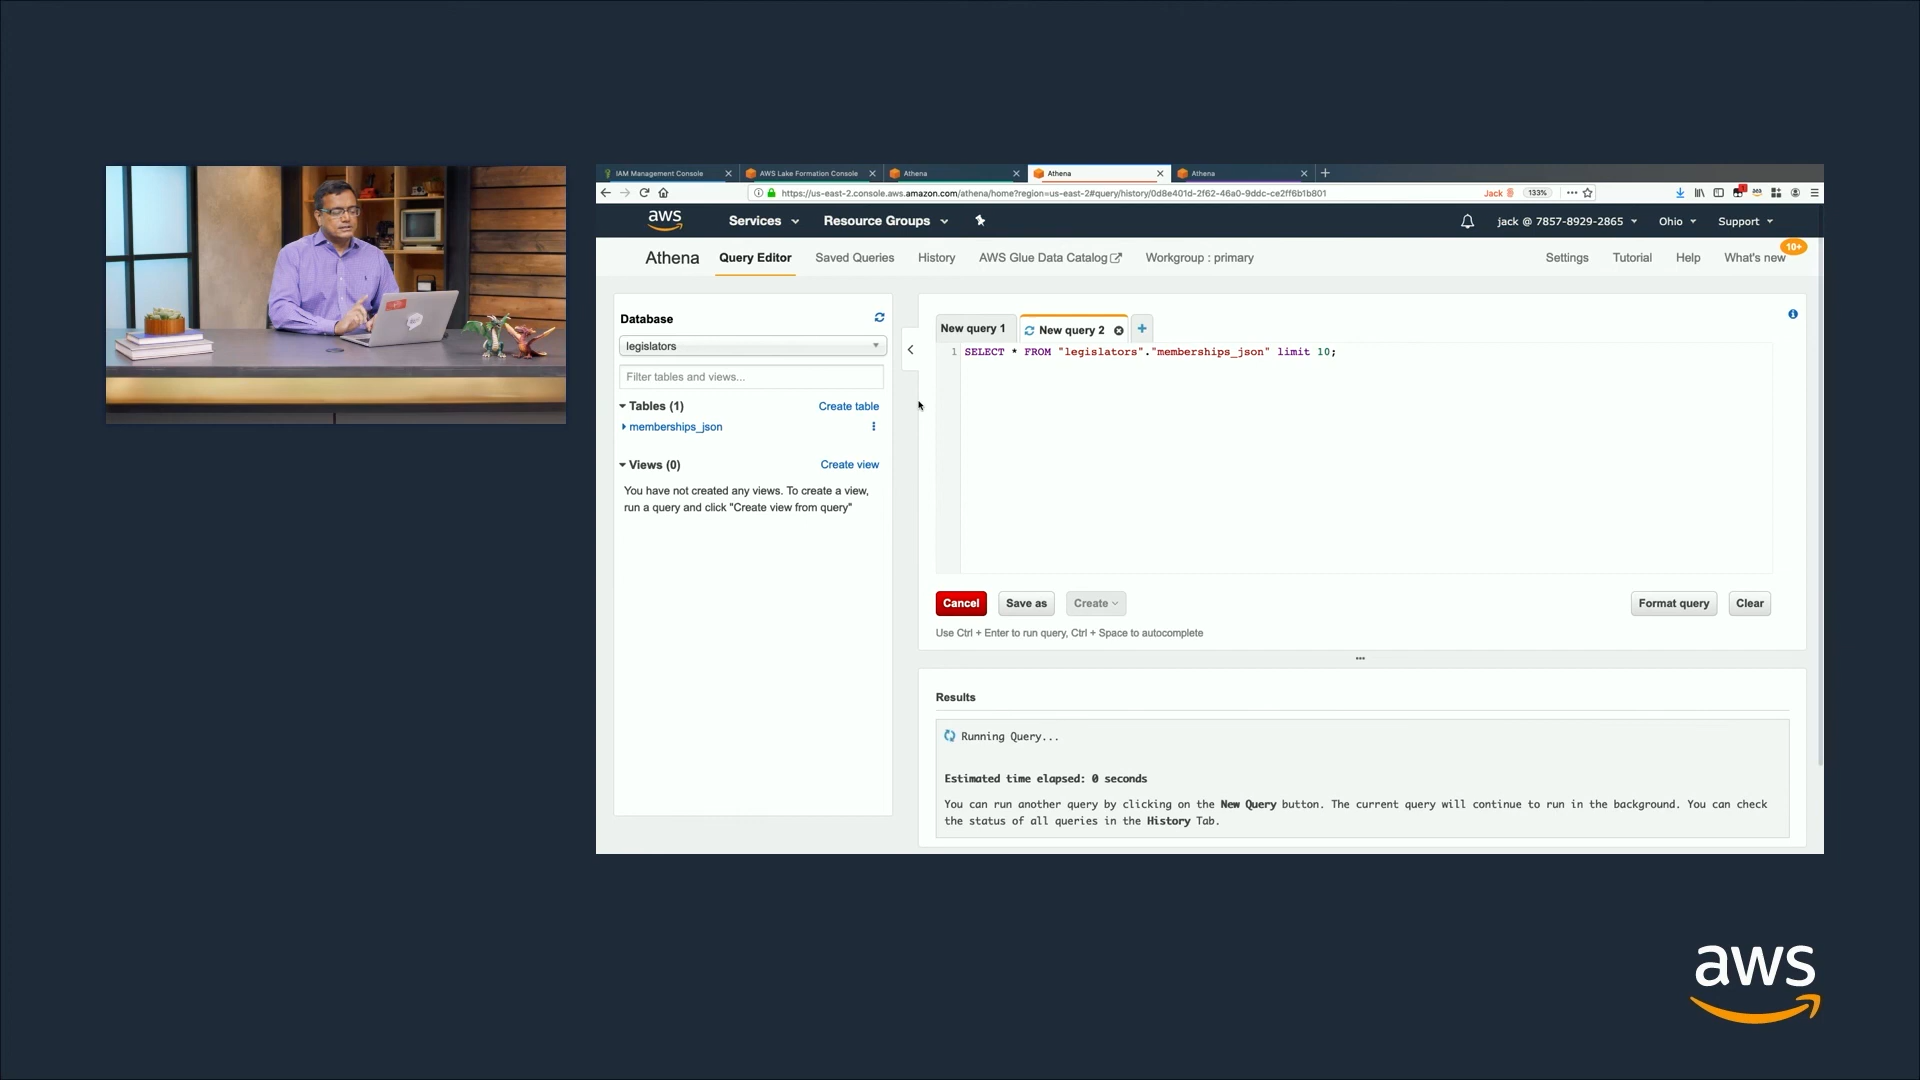 IAM Management Console
AWS Lake Formation Console
Athena
Athena
Athena
https://us-east-2.console.aws.amazon.com/athena/home?region=us-east-2#query/history/0d8e401d-2f62-46a0-9ddc-ce2ff6b1b801
Jack
133%
aws
Services
Resource Groups
jack @ 7857-8929-2865
Ohio
Support
Athena
Query Editor
Saved Queries
History
AWS Glue Data Catalog
Workgroup : primary
Settings
Tutorial
Help
What's new
10+
Database
legislators
Filter tables and views...
Tables (1)
Create table
memberships_json
Views (0)
Create view
You have not created any views. To create a view,
run a query and click "Create view from query"
New query 1
New query 2
+
1 SELECT * FROM "legislators"."memberships_json" limit 10;
Cancel
Save as
Create
Format query
Clear
Use Ctrl + Enter to run query, Ctrl + Space to autocomplete
Results
Running Query...
Estimated time elapsed: 0 seconds
You can run another query by clicking on the New Query button. The current query will continue to run in the background. You can check
the status of all queries in the History Tab.
aws